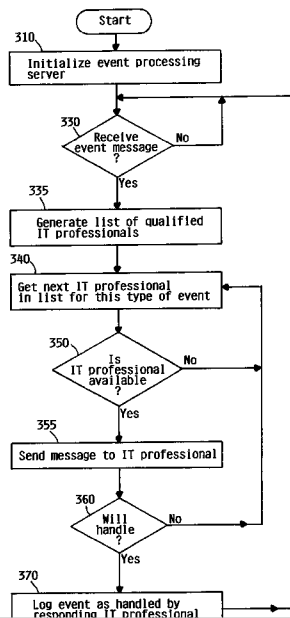 Start
310
Initialize event processing
server
330
Receive
event message
?
No
Yes
335
Generate list of qualified
IT professionals
340
Get next IT professional
in list for this type of event
350
Is
IT professional
available
?
No
Yes
355
Send message to IT professional
360
Will
handle
?
No
Yes
370
Log event as handled by
responding IT professional